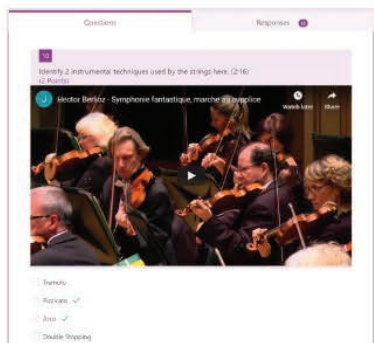 Questions
Responses
10
Identify 2 instrumental techniques used by the strings here. (2:16)
(2 Points)
J
Hector Berlioz - Symphonie fantastique, marche au supplice
Watch later
Share
Tremolo
Pizzicato
Arco
Double Stopping